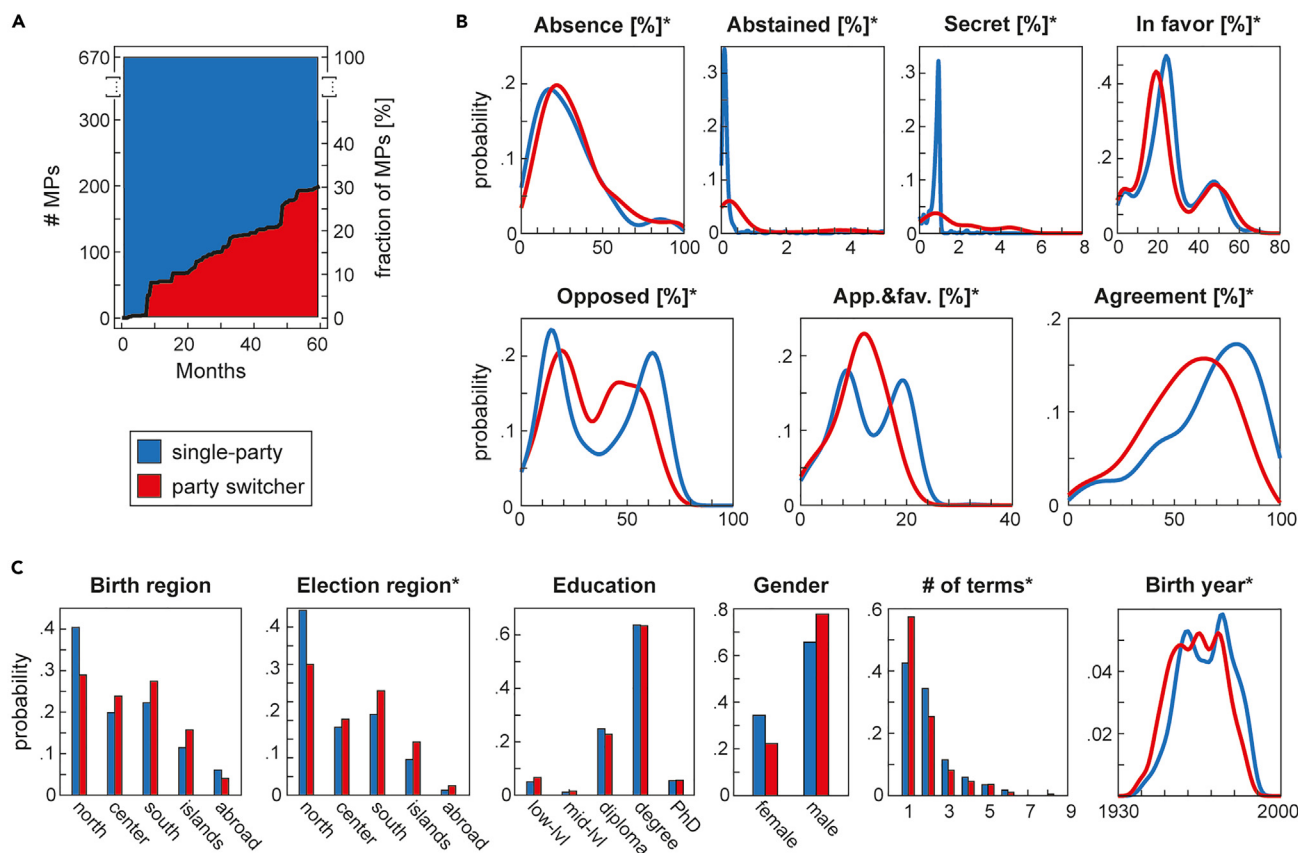 A
670
300
200
100
0
[...]
# MPs
100
40
30
20
10
0
[...]
fraction of MPs [%]
0 20 40 60
Months
single-party
party switcher
B
Absence [%]*
probability
.2
.1
0
0 50 100
Abstained [%]*
.3
.2
.1
0
0 2 4
Secret [%]*
.3
.2
.1
0
0 2 4 6 8
In favor [%]*
.4
.2
0
0 20 40 60 80
Opposed [%]*
probability
.2
.1
0
0 50 100
App.&fav. [%]*
.2
.1
0
0 20 40
Agreement [%]*
.2
.1
0
0 50 100
C
Birth region
probability
.4
.3
.2
.1
0
north
center
south
islands
abroad
Election region*
.4
.3
.2
.1
0
north
center
south
islands
abroad
Education
.6
.4
.2
0
low-lvl
mid-lvl
diploma
degree
PhD
Gender
.8
.6
.4
.2
0
female
male
# of terms*
.6
.4
.2
0
1 3 5 7 9
Birth year*
.04
.02
0
1930 2000